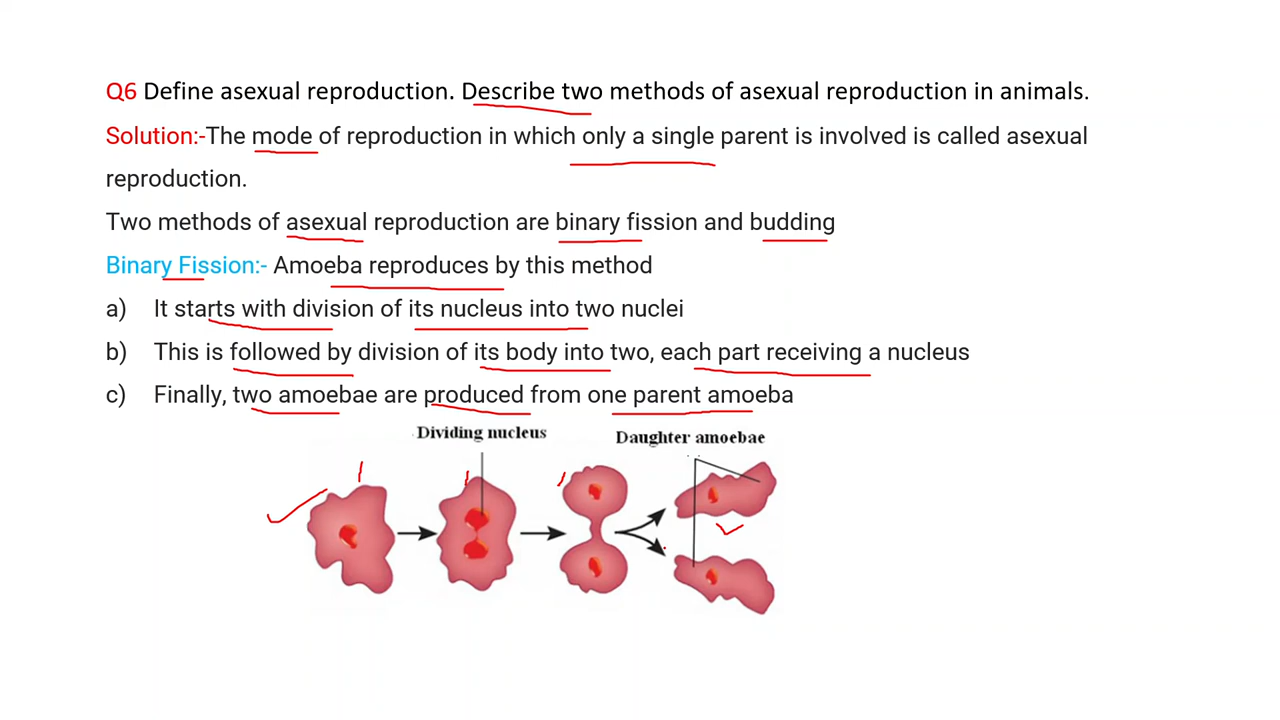 Q6 Define asexual reproduction. Describe two methods of asexual reproduction in animals.
Solution:-The mode of reproduction in which only a single parent is involved is called asexual
reproduction.
Two methods of asexual reproduction are binary fission and budding
Binary Fission:- Amoeba reproduces by this method
a) It starts with division of its nucleus into two nuclei
b) This is followed by division of its body into two, each part receiving a nucleus
c) Finally, two amoebae are produced from one parent amoeba
Dividing nucleus
Daughter amoebae